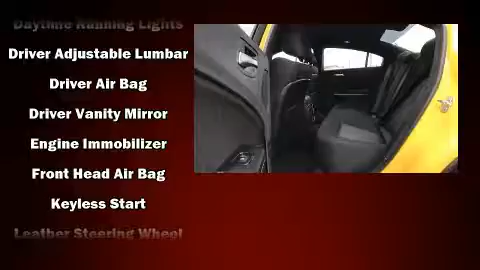 Daytime Running Lights
Driver Adjustable Lumbar
Driver Air Bag
Driver Vanity Mirror
Engine Immobilizer
Front Head Air Bag
Keyless Start
Leather Steering Wheel